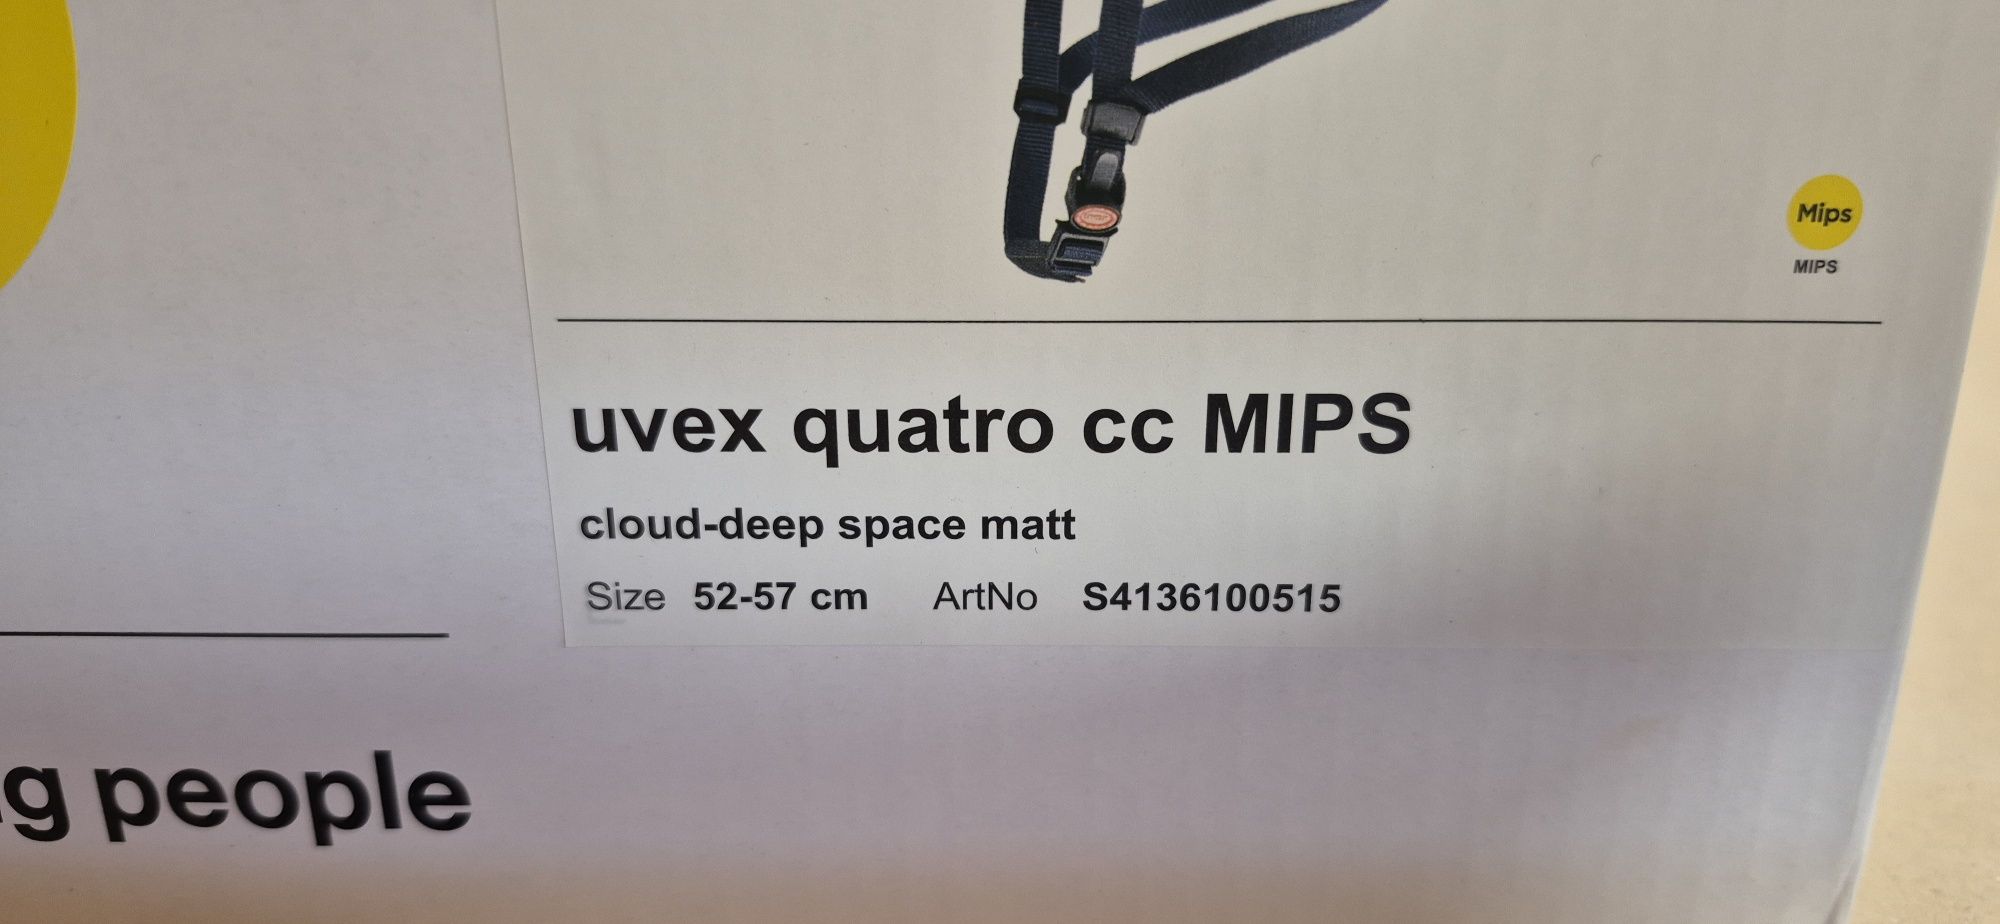 Mips
MIPS
uvex quatro cc MIPS
cloud-deep space matt
Size 52-57 cm ArtNo S4136100515
people